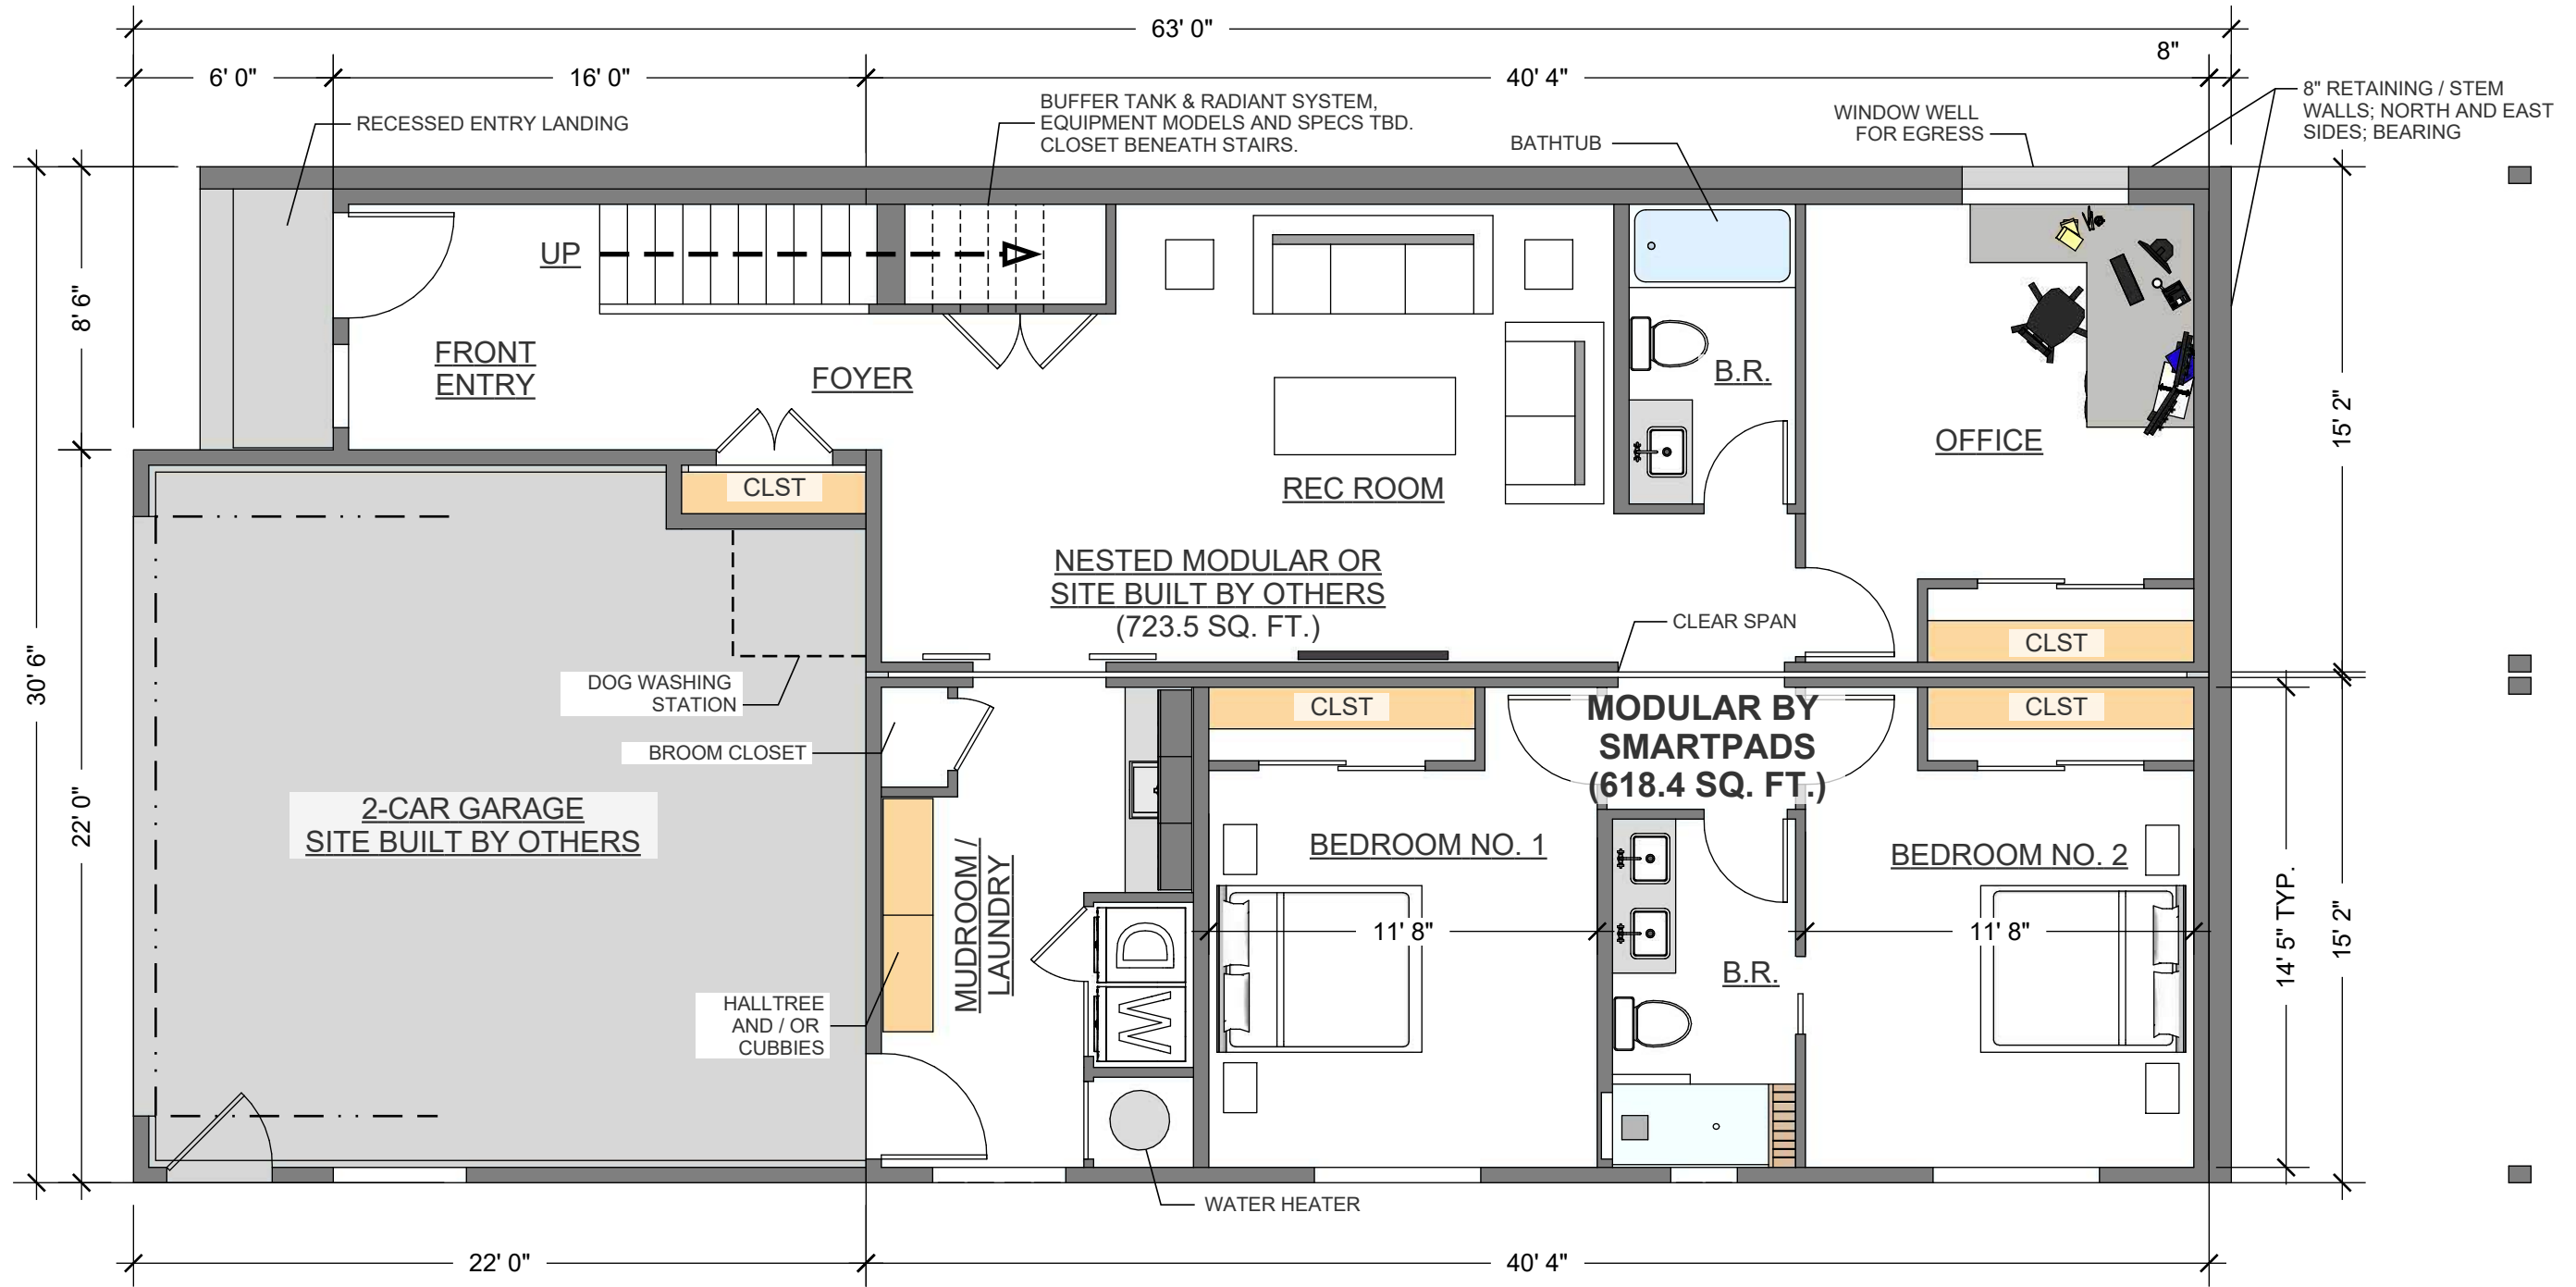 63' 0"
8"
6' 0"
16' 0"
40' 4"
RECESSED ENTRY LANDING
BUFFER TANK & RADIANT SYSTEM,
EQUIPMENT MODELS AND SPECS TBD.
CLOSET BENEATH STAIRS.
BATHTUB
WINDOW WELL
FOR EGRESS
8" RETAINING / STEM
WALLS; NORTH AND EAST
SIDES; BEARING
UP
8' 6"
FRONT
ENTRY
FOYER
B.R.
OFFICE
15' 2"
CLST
REC ROOM
NESTED MODULAR OR
SITE BUILT BY OTHERS
(723.5 SQ. FT.)
CLEAR SPAN
CLST
30' 6"
DOG WASHING
STATION
CLST
MODULAR BY
SMARTPADS
(618.4 SQ. FT.)
CLST
BROOM CLOSET
22' 0"
2-CAR GARAGE
SITE BUILT BY OTHERS
MUDROOM /
LAUNDRY
BEDROOM NO. 1
BEDROOM NO. 2
D
W
11' 8"
11' 8"
B.R.
14' 5" TYP.
15' 2"
HALLTREE
AND / OR
CUBBIES
WATER HEATER
22' 0"
40' 4"